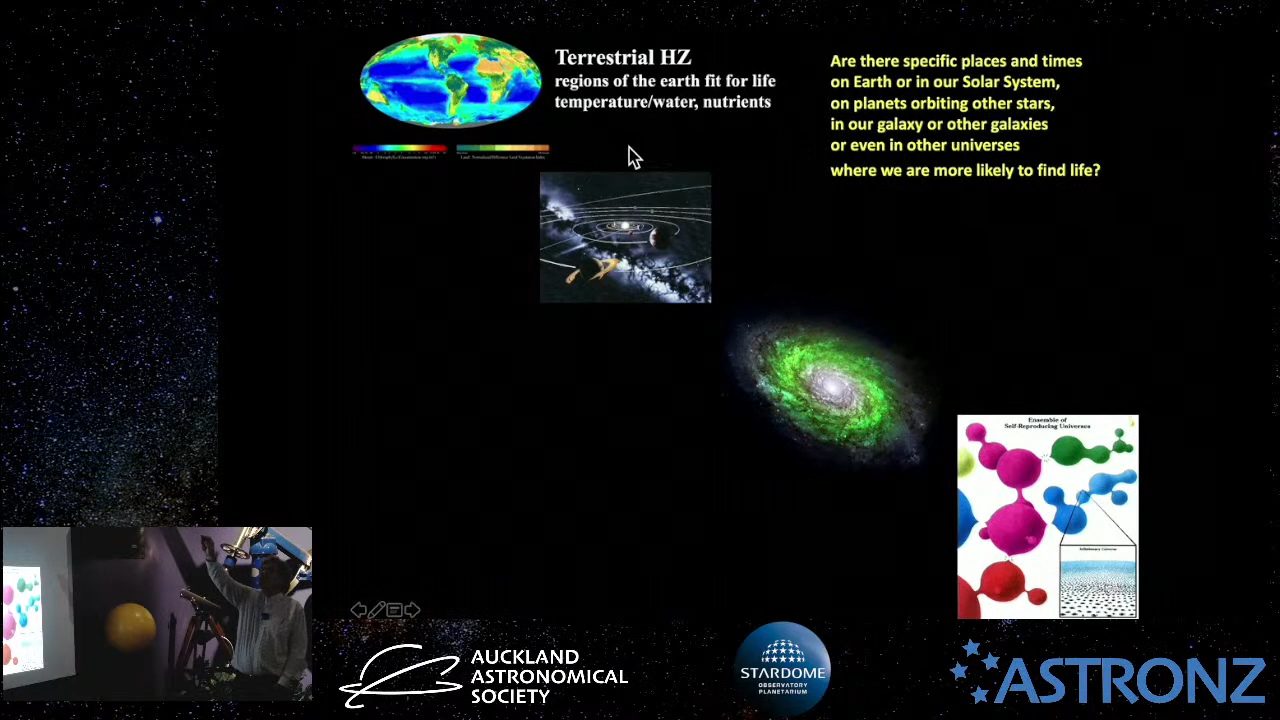 Terrestrial HZ
regions of the earth fit for life
temperature/water, nutrients
Are there specific places and times
on Earth or in our Solar System,
on planets orbiting other stars,
in our galaxy or other galaxies
or even in other universes
where we are more likely to find life?
Ensemble of
Self-Reproducing Universes
AUCKLAND
ASTRONOMICAL
SOCIETY
STARDOME
OBSERVATORY
PLANETARIUM
ASTRONZ